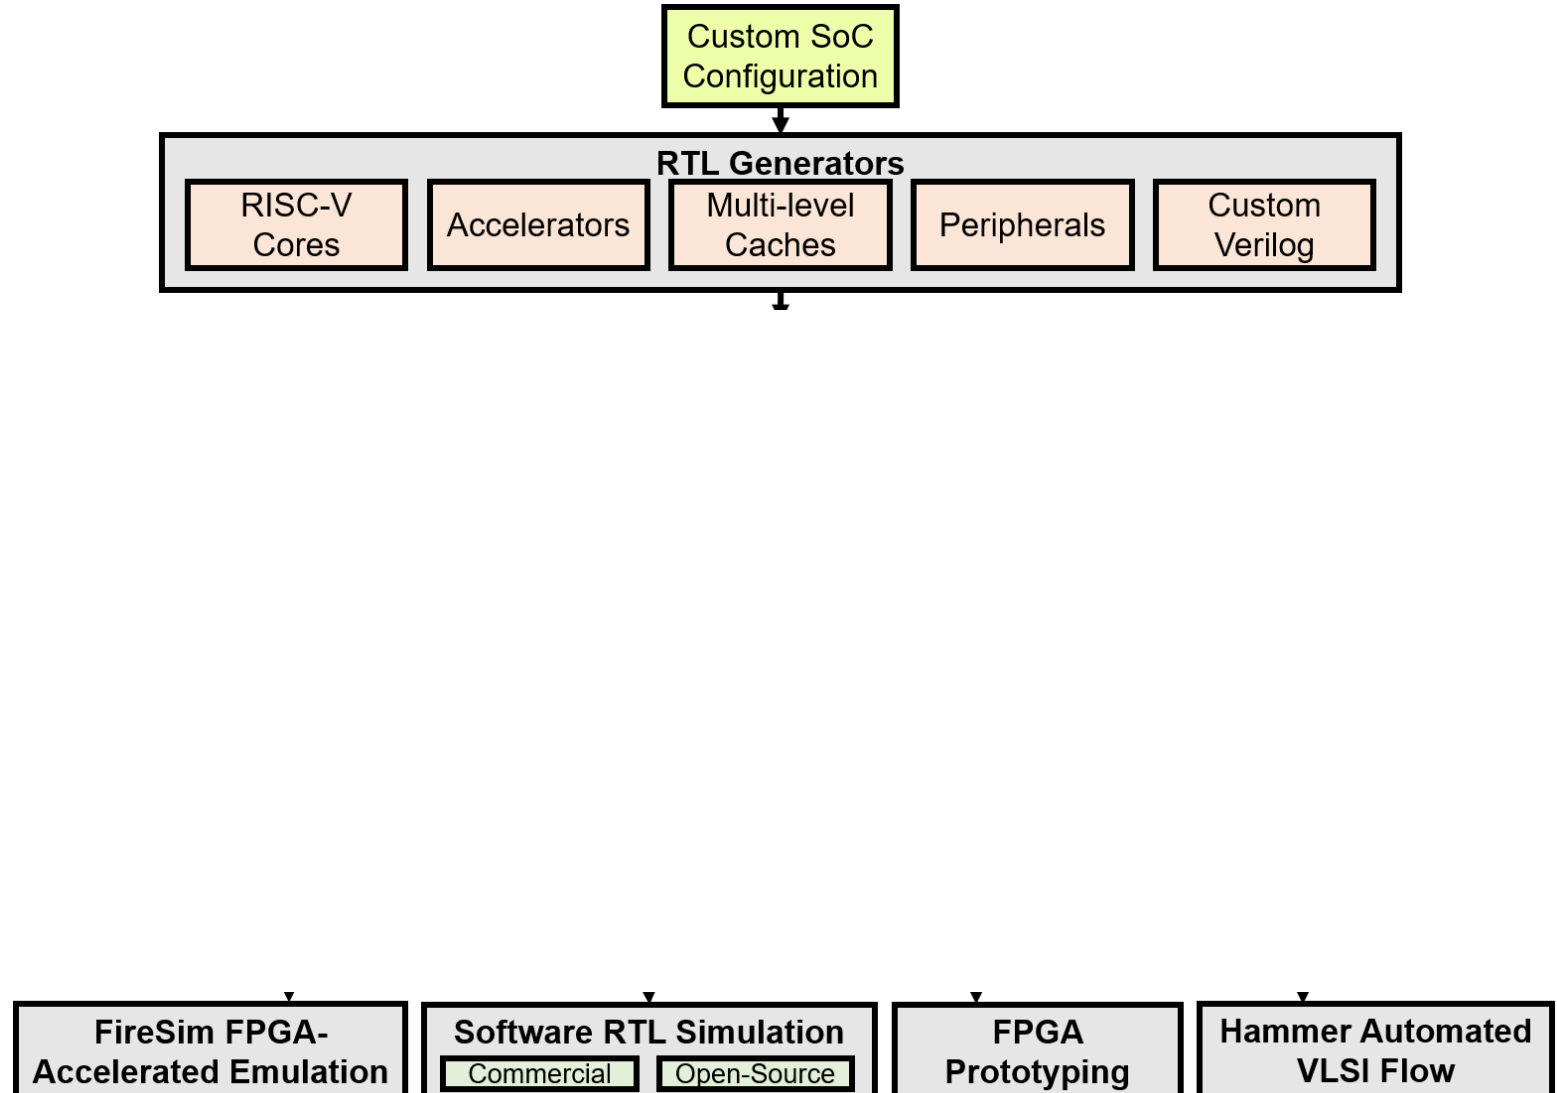 Custom SoC
Configuration
RTL Generators
RISC-V
Cores
Accelerators
Multi-level
Caches
Peripherals
Custom
Verilog
FireSim FPGA-
Accelerated Emulation
Software RTL Simulation
Commercial
Open-Source
FPGA
Prototyping
Hammer Automated
VLSI Flow